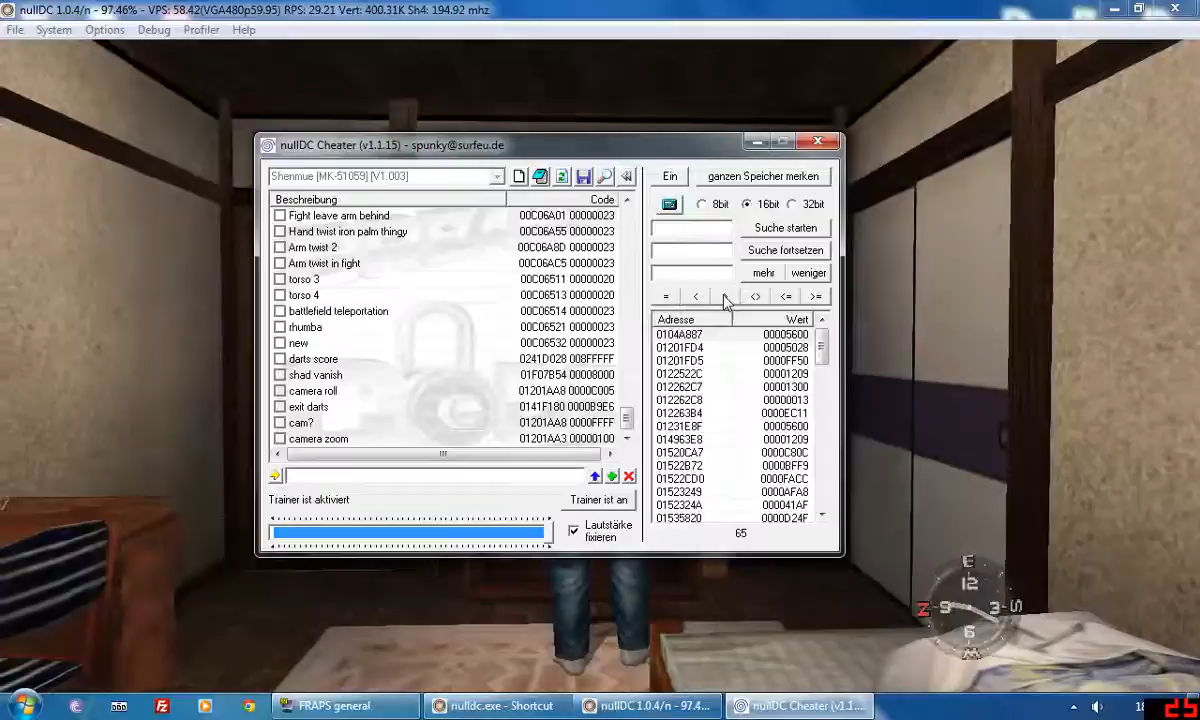 nullDC 1.0.4/n - 97.46% - VPS: 58.42(VGA480p59.95) RPS: 29.21 Vert: 400.31K Sh4: 194.92 mhz
File System Options Debug Profiler Help
nullDC Cheater (v1.1.15) - spunky@surfeu.de
Shenmue [MK-51059] [V1.003]
Beschreibung Code
Fight leave arm behind 00C06A01 00000023
Hand twist iron palm thingy 00C06A55 00000023
Arm twist 2 00C06A8D 00000023
Arm twist in fight 00C06AC5 00000023
torso 3 00C06511 00000020
torso 4 00C06513 00000020
battlefield teleportation 00C06514 00000023
rhumba 00C06521 00000023
new 00C06532 00000023
darts score 0241D028 008FFFFF
shad vanish 01F07B54 00008000
camera roll 01201AA8 0000C005
exit darts 0141F180 0000B9E6
cam? 01201AA8 0000FFFF
camera zoom 01201AA3 00000100
Trainer ist aktiviert Trainer ist an
Lautstärke
fixieren
Ein ganzen Speicher merken
8bit 16bit 32bit
Suche starten
Suche fortsetzen
mehr weniger
= < <> <= >=
Adresse Wert
0104A887 00005600
01201FD4 00005028
01201FD5 0000FF50
0122522C 00001209
012262C7 00001300
012262C8 00000013
012263B4 0000EC11
01231E8F 00005600
014963E8 00001209
01520CA7 0000C80C
01522B72 0000BFF9
01522CD0 0000FACC
01523249 0000AFA8
0152324A 000041AF
01535820 0000D24F
65
E
12
Z 9 3 S
6
W
FRAPS general nulldc.exe - Shortcut nullDC 1.0.4/n - 97.4... nullDC Cheater (v1.1....
18
25